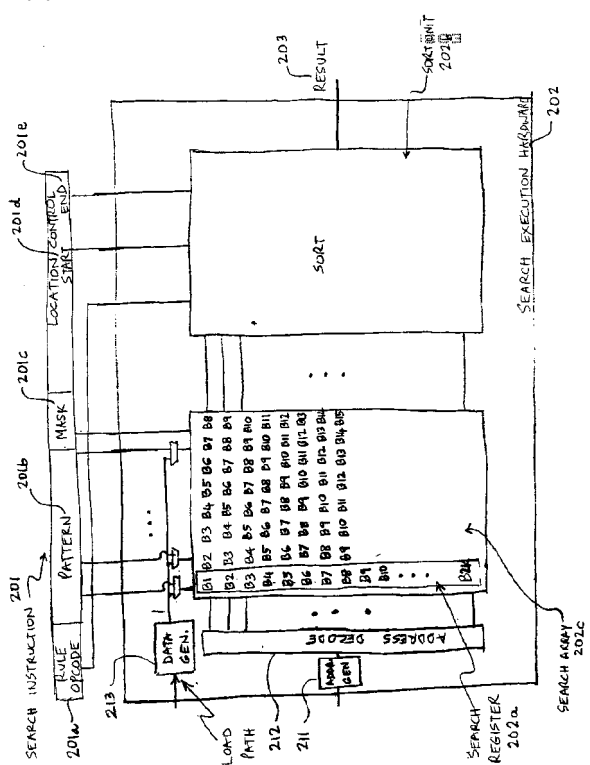 SEARCH INSTRUCTION 201
201a
201b
201c
201d
201e
RULE OPCODE
PATTERN
MASK
LOCATION/CONTROL
START
END
213
DATA GEN.
LOAD PATH
212
211
ADDR GEN
ADDRESS DECODE
B1 B2 B3 B4 B5 B6 B7 B8
B2 B3 B4 B5 B6 B7 B8 B9
B3 B4 B5 B6 B7 B8 B9 B10
B4 B5 B6 B7 B8 B9 B10 B11
B5 B6 B7 B8 B9 B10 B11 B12
B6 B7 B8 B9 B10 B11 B12 B13
B7 B8 B9 B10 B11 B12 B13 B14
B8 B9 B10 B11 B12 B13 B14 B15
B9
B10
SORT
203
RESULT
SORT UNIT
SEARCH REGISTER
202a
SEARCH ARRAY
202c
SEARCH EXECUTION HARDWARE
202